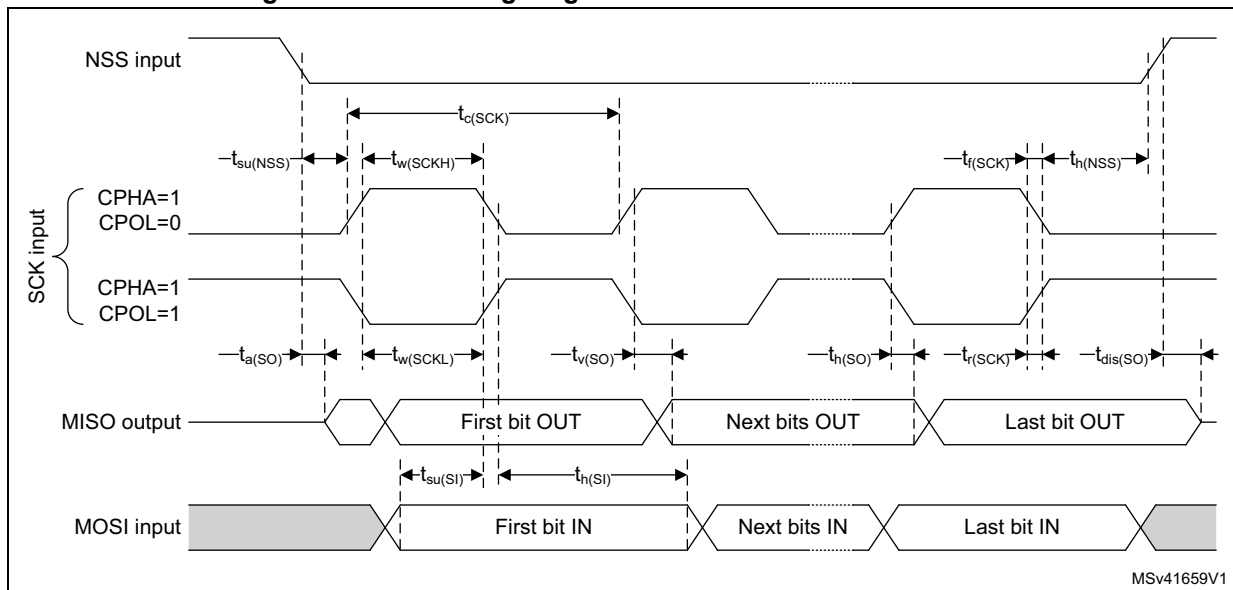 NSS input
tc(SCK)
tsu(NSS) tw(SCKH) tf(SCK) th(NSS)
SCK input
CPHA=1
CPOL=0
CPHA=1
CPOL=1
ta(SO) tw(SCKL) tv(SO) th(SO) tr(SCK) tdis(SO)
MISO output First bit OUT Next bits OUT Last bit OUT
tsu(SI) th(SI)
MOSI input First bit IN Next bits IN Last bit IN
MSv41659V1